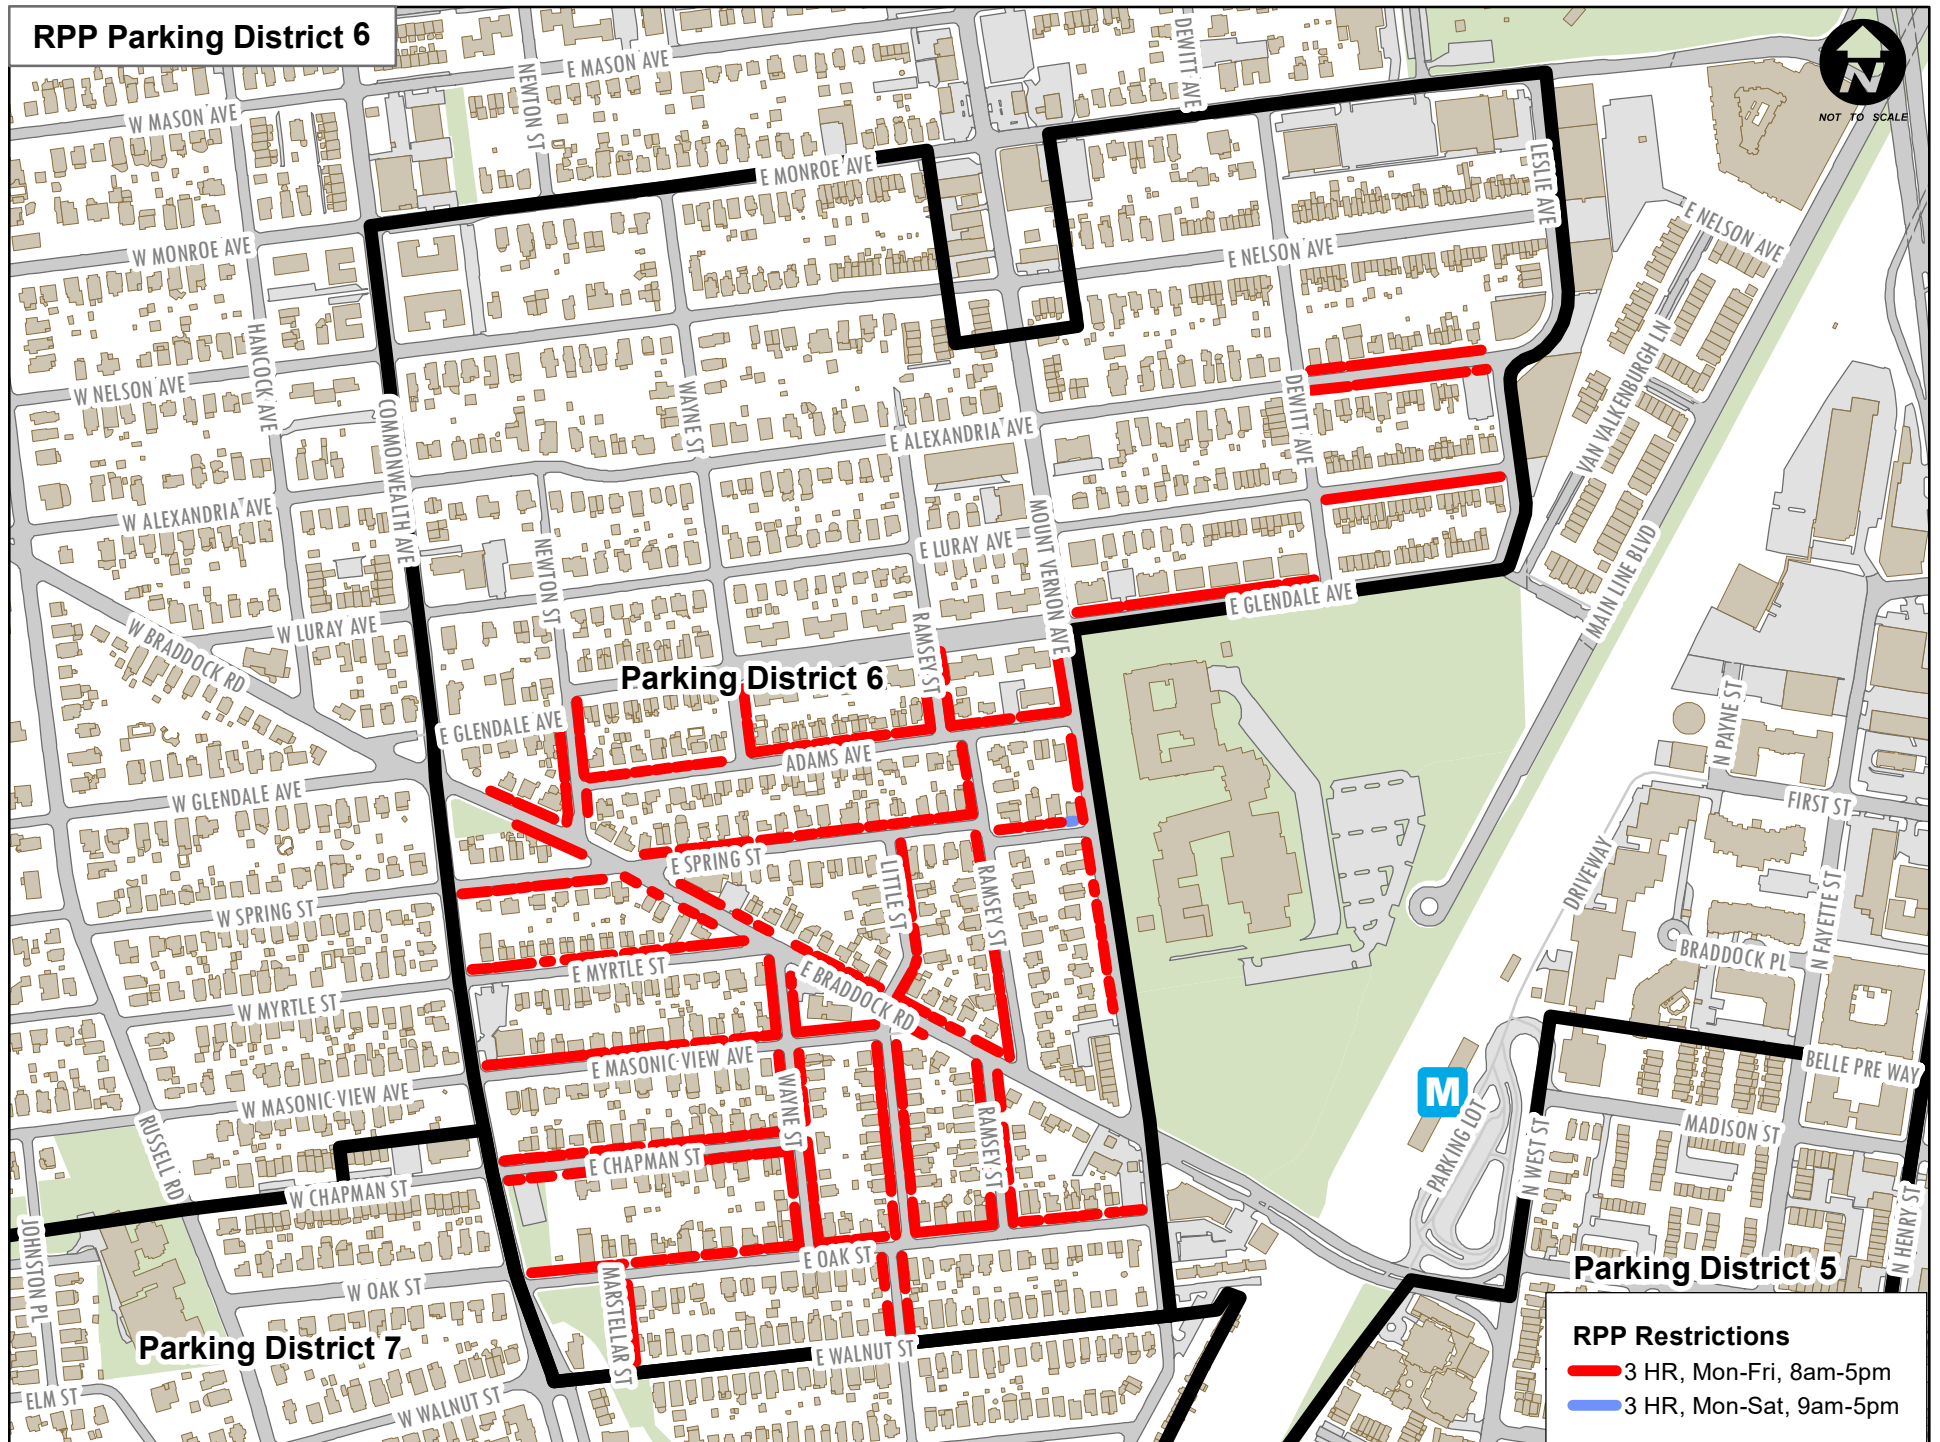 RPP Parking District 6
N
NOT TO SCALE
E MASON AVE
NEWTON ST
DEWITT AVE
W MASON AVE
E MONROE AVE
LESLIE AVE
E NELSON AVE
W MONROE AVE
E NELSON AVE
HANCOCK AVE
W NELSON AVE
COMMONWEALTH AVE
WAYNE ST
E ALEXANDRIA AVE
DEWITT AVE
VAN VALKENBURGH LN
W ALEXANDRIA AVE
NEWTON ST
E LURAY AVE
MOUNT VERNON AVE
MAIN LINE BLVD
E GLENDALE AVE
W BRADDOCK RD
W LURAY AVE
RAMSEY ST
Parking District 6
N PAYNE ST
E GLENDALE AVE
ADAMS AVE
W GLENDALE AVE
FIRST ST
E SPRING ST
LITTLE ST
RAMSEY ST
DRIVEWAY
N FAYETTE ST
W SPRING ST
BRADDOCK PL
E MYRTLE ST
E BRADDOCK RD
W MYRTLE ST
E MASONIC VIEW AVE
BELLE PRE WAY
W MASONIC VIEW AVE
WAYNE ST
M
RAMSEY ST
MADISON ST
RUSSELL RD
E CHAPMAN ST
PARKING LOT
N WEST ST
W CHAPMAN ST
N HENRY ST
JOHNSTON PL
E OAK ST
Parking District 5
W OAK ST
MARSTELLAR ST
Parking District 7
E WALNUT ST
ELM ST
W WALNUT ST
RPP Restrictions
3 HR, Mon-Fri, 8am-5pm
3 HR, Mon-Sat, 9am-5pm